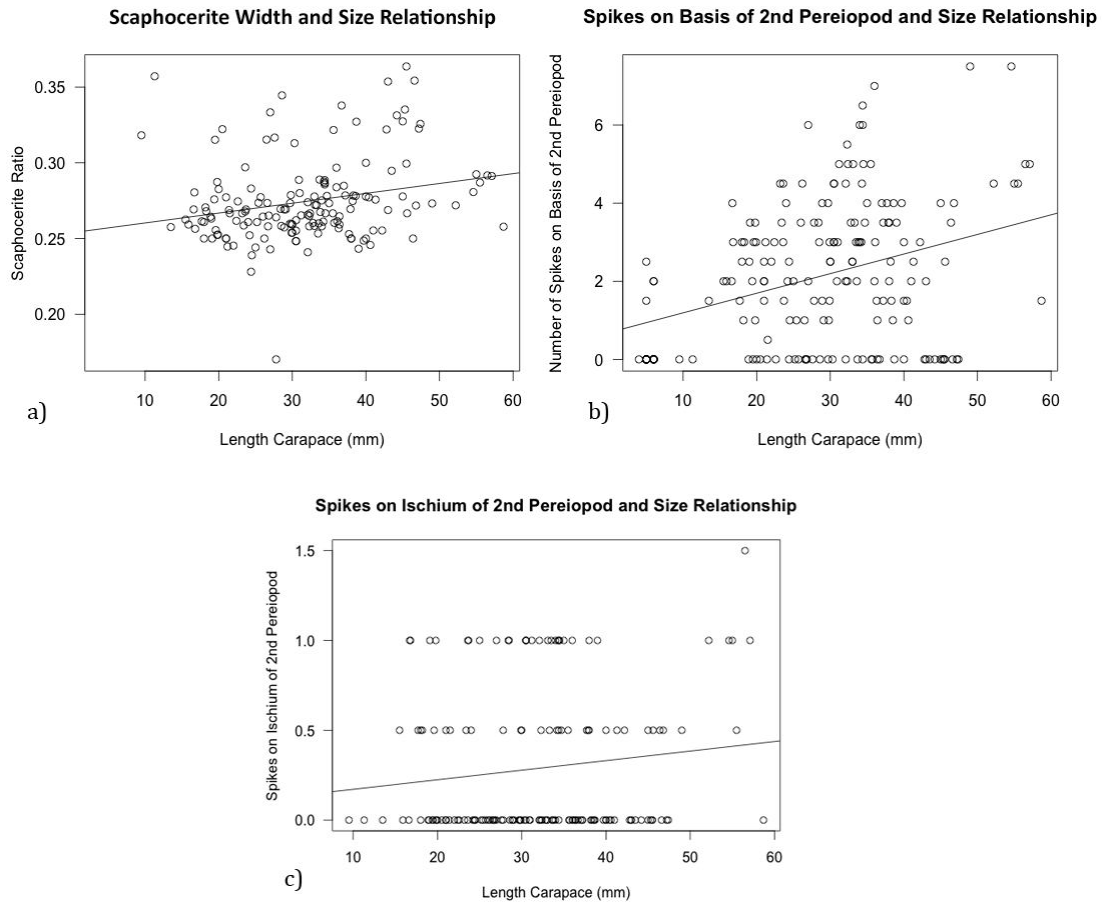 Scaphocerite Width and Size Relationship
Scaphocerite Ratio
0.35
0.30
0.25
0.20
10 20 30 40 50 60
a)
Length Carapace (mm)
Spikes on Basis of 2nd Pereiopod and Size Relationship
Number of Spikes on Basis of 2nd Pereiopod
6
4
2
0
10 20 30 40 50 60
b)
Length Carapace (mm)
Spikes on Ischium of 2nd Pereiopod and Size Relationship
Spikes on Ischium of 2nd Pereiopod
1.5
1.0
0.5
0.0
10 20 30 40 50 60
c)
Length Carapace (mm)